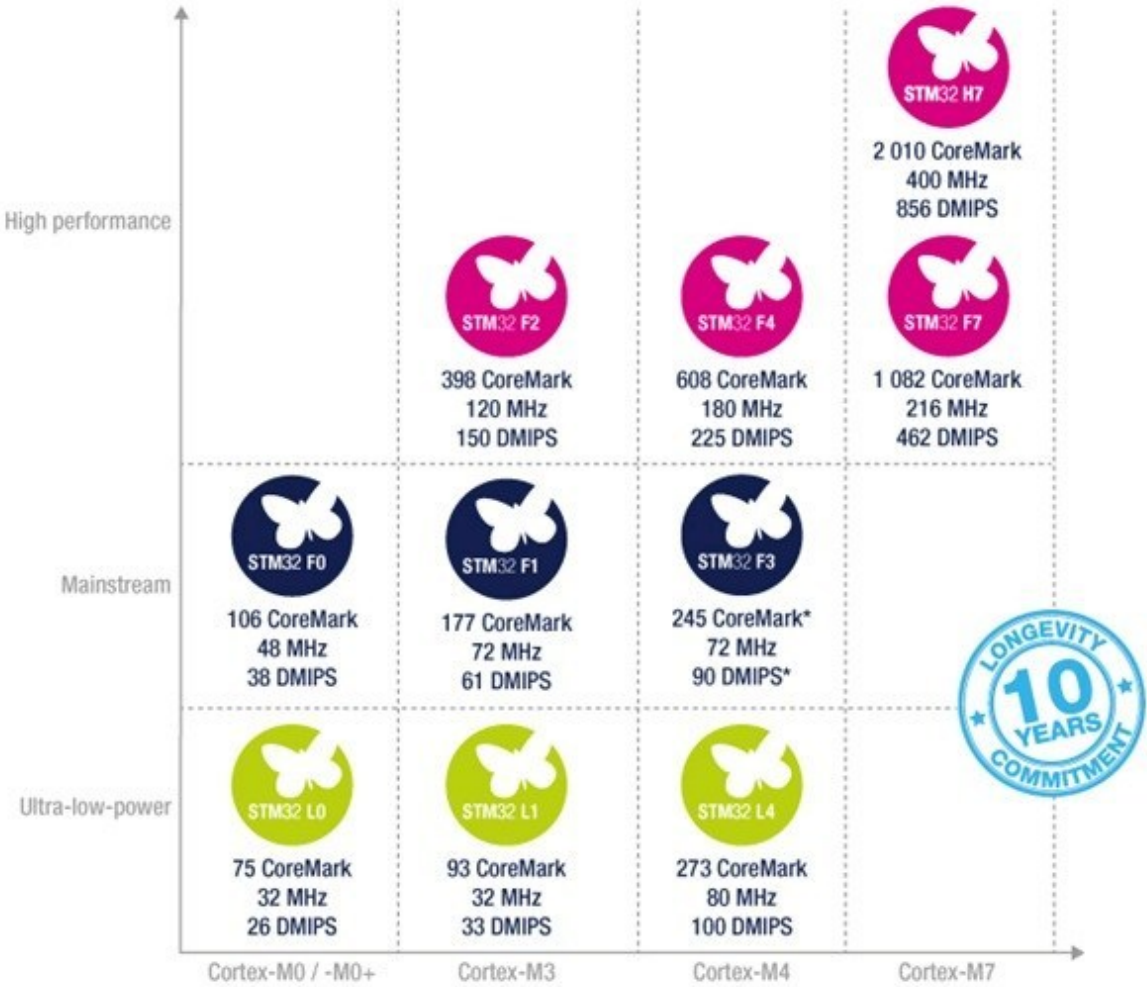 STM32 H7
2 010 CoreMark
400 MHz
856 DMIPS
High performance
STM32 F2
398 CoreMark
120 MHz
150 DMIPS
STM32 F4
608 CoreMark
180 MHz
225 DMIPS
STM32 F7
1 082 CoreMark
216 MHz
462 DMIPS
Mainstream
STM32 F0
106 CoreMark
48 MHz
38 DMIPS
STM32 F1
177 CoreMark
72 MHz
61 DMIPS
STM32 F3
245 CoreMark*
72 MHz
90 DMIPS*
LONGEVITY
10
YEARS
COMMITMENT
Ultra-low-power
STM32 L0
75 CoreMark
32 MHz
26 DMIPS
STM32 L1
93 CoreMark
32 MHz
33 DMIPS
STM32 L4
273 CoreMark
80 MHz
100 DMIPS
Cortex-M0 / -M0+
Cortex-M3
Cortex-M4
Cortex-M7